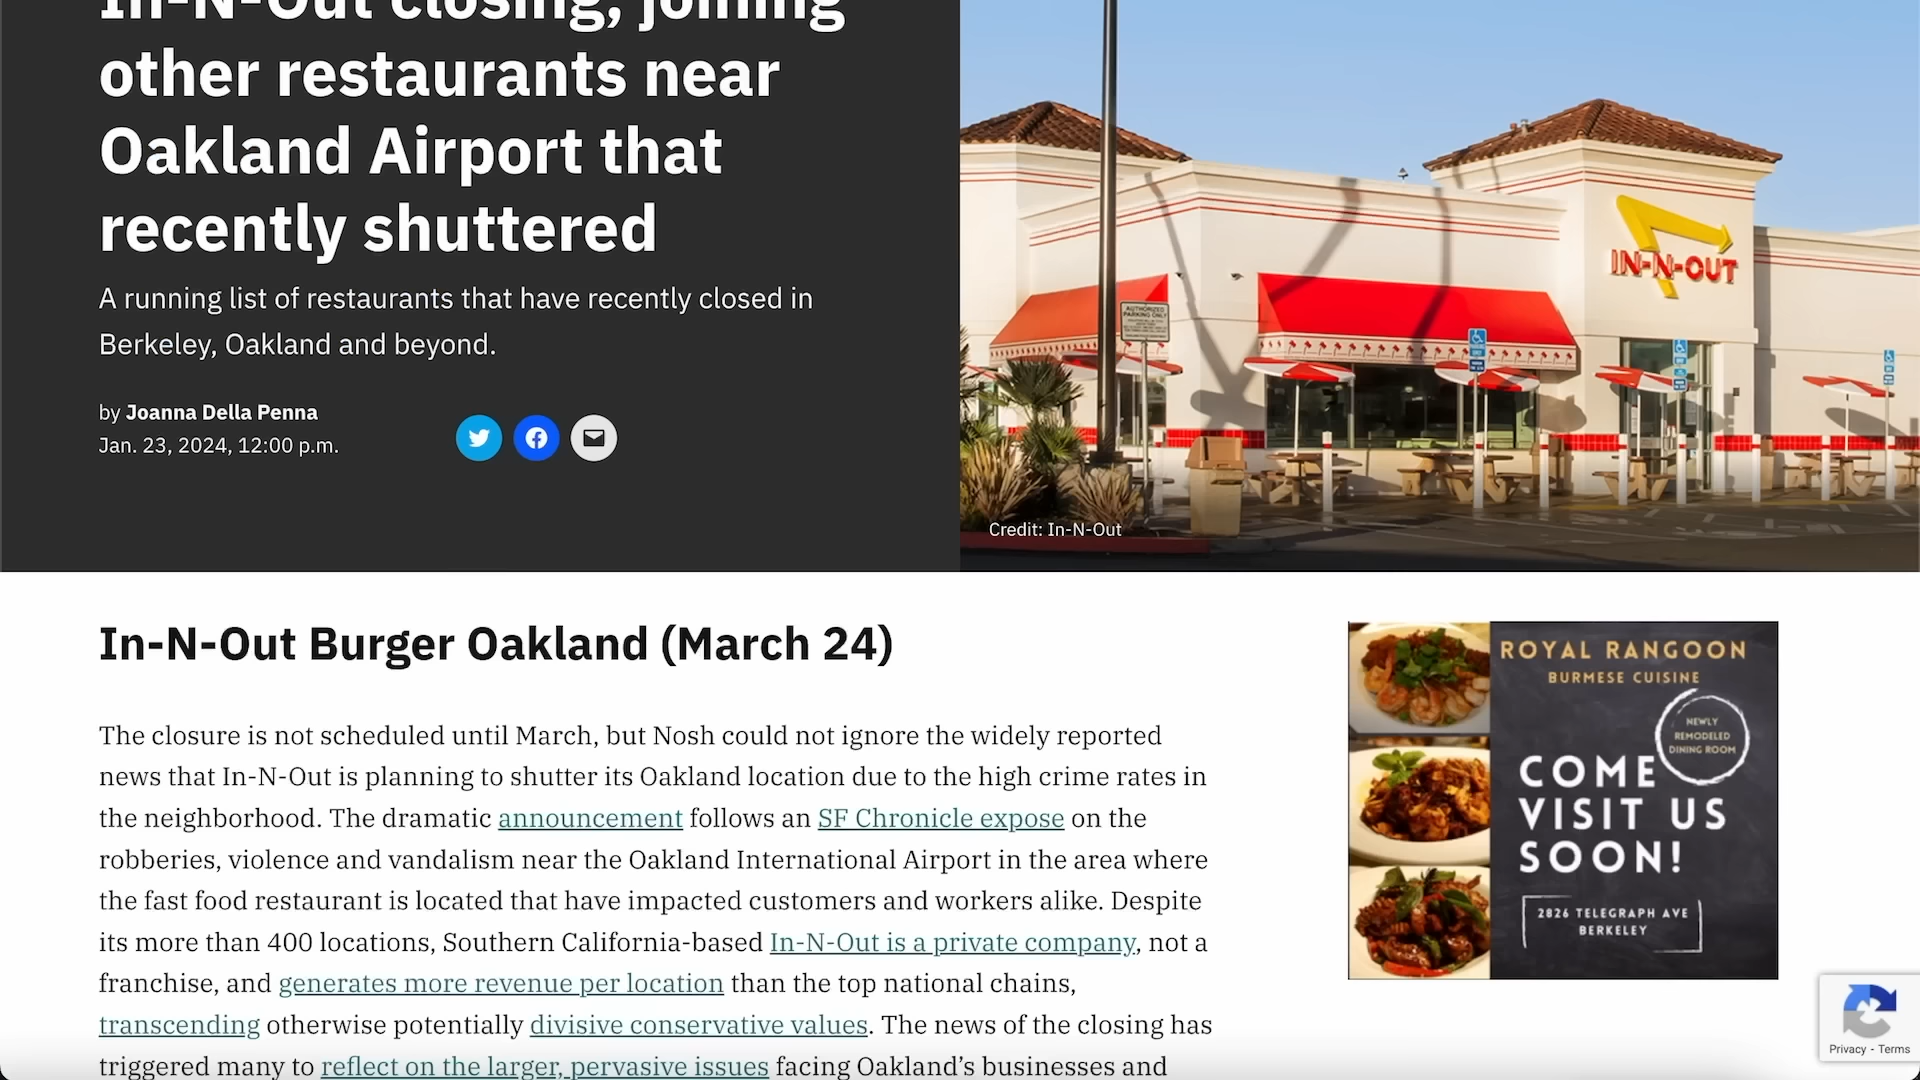 In-N-Out closing, joining
other restaurants near
Oakland Airport that
recently shuttered
A running list of restaurants that have recently closed in
Berkeley, Oakland and beyond.
by Joanna Della Penna
Jan. 23, 2024, 12:00 p.m.
AUTHORIZED
PARKING ONLY
IN-N-OUT
Credit: In-N-Out
In-N-Out Burger Oakland (March 24)
The closure is not scheduled until March, but Nosh could not ignore the widely reported
news that In-N-Out is planning to shutter its Oakland location due to the high crime rates in
the neighborhood. The dramatic announcement follows an SF Chronicle expose on the
robberies, violence and vandalism near the Oakland International Airport in the area where
the fast food restaurant is located that have impacted customers and workers alike. Despite
its more than 400 locations, Southern California-based In-N-Out is a private company, not a
franchise, and generates more revenue per location than the top national chains,
transcending otherwise potentially divisive conservative values. The news of the closing has
triggered many to reflect on the larger, pervasive issues facing Oakland’s businesses and
ROYAL RANGOON
BURMESE CUISINE
NEWLY
REMODELED
DINING ROOM
COME
VISIT US
SOON!
2826 TELEGRAPH AVE
BERKELEY
Privacy - Terms